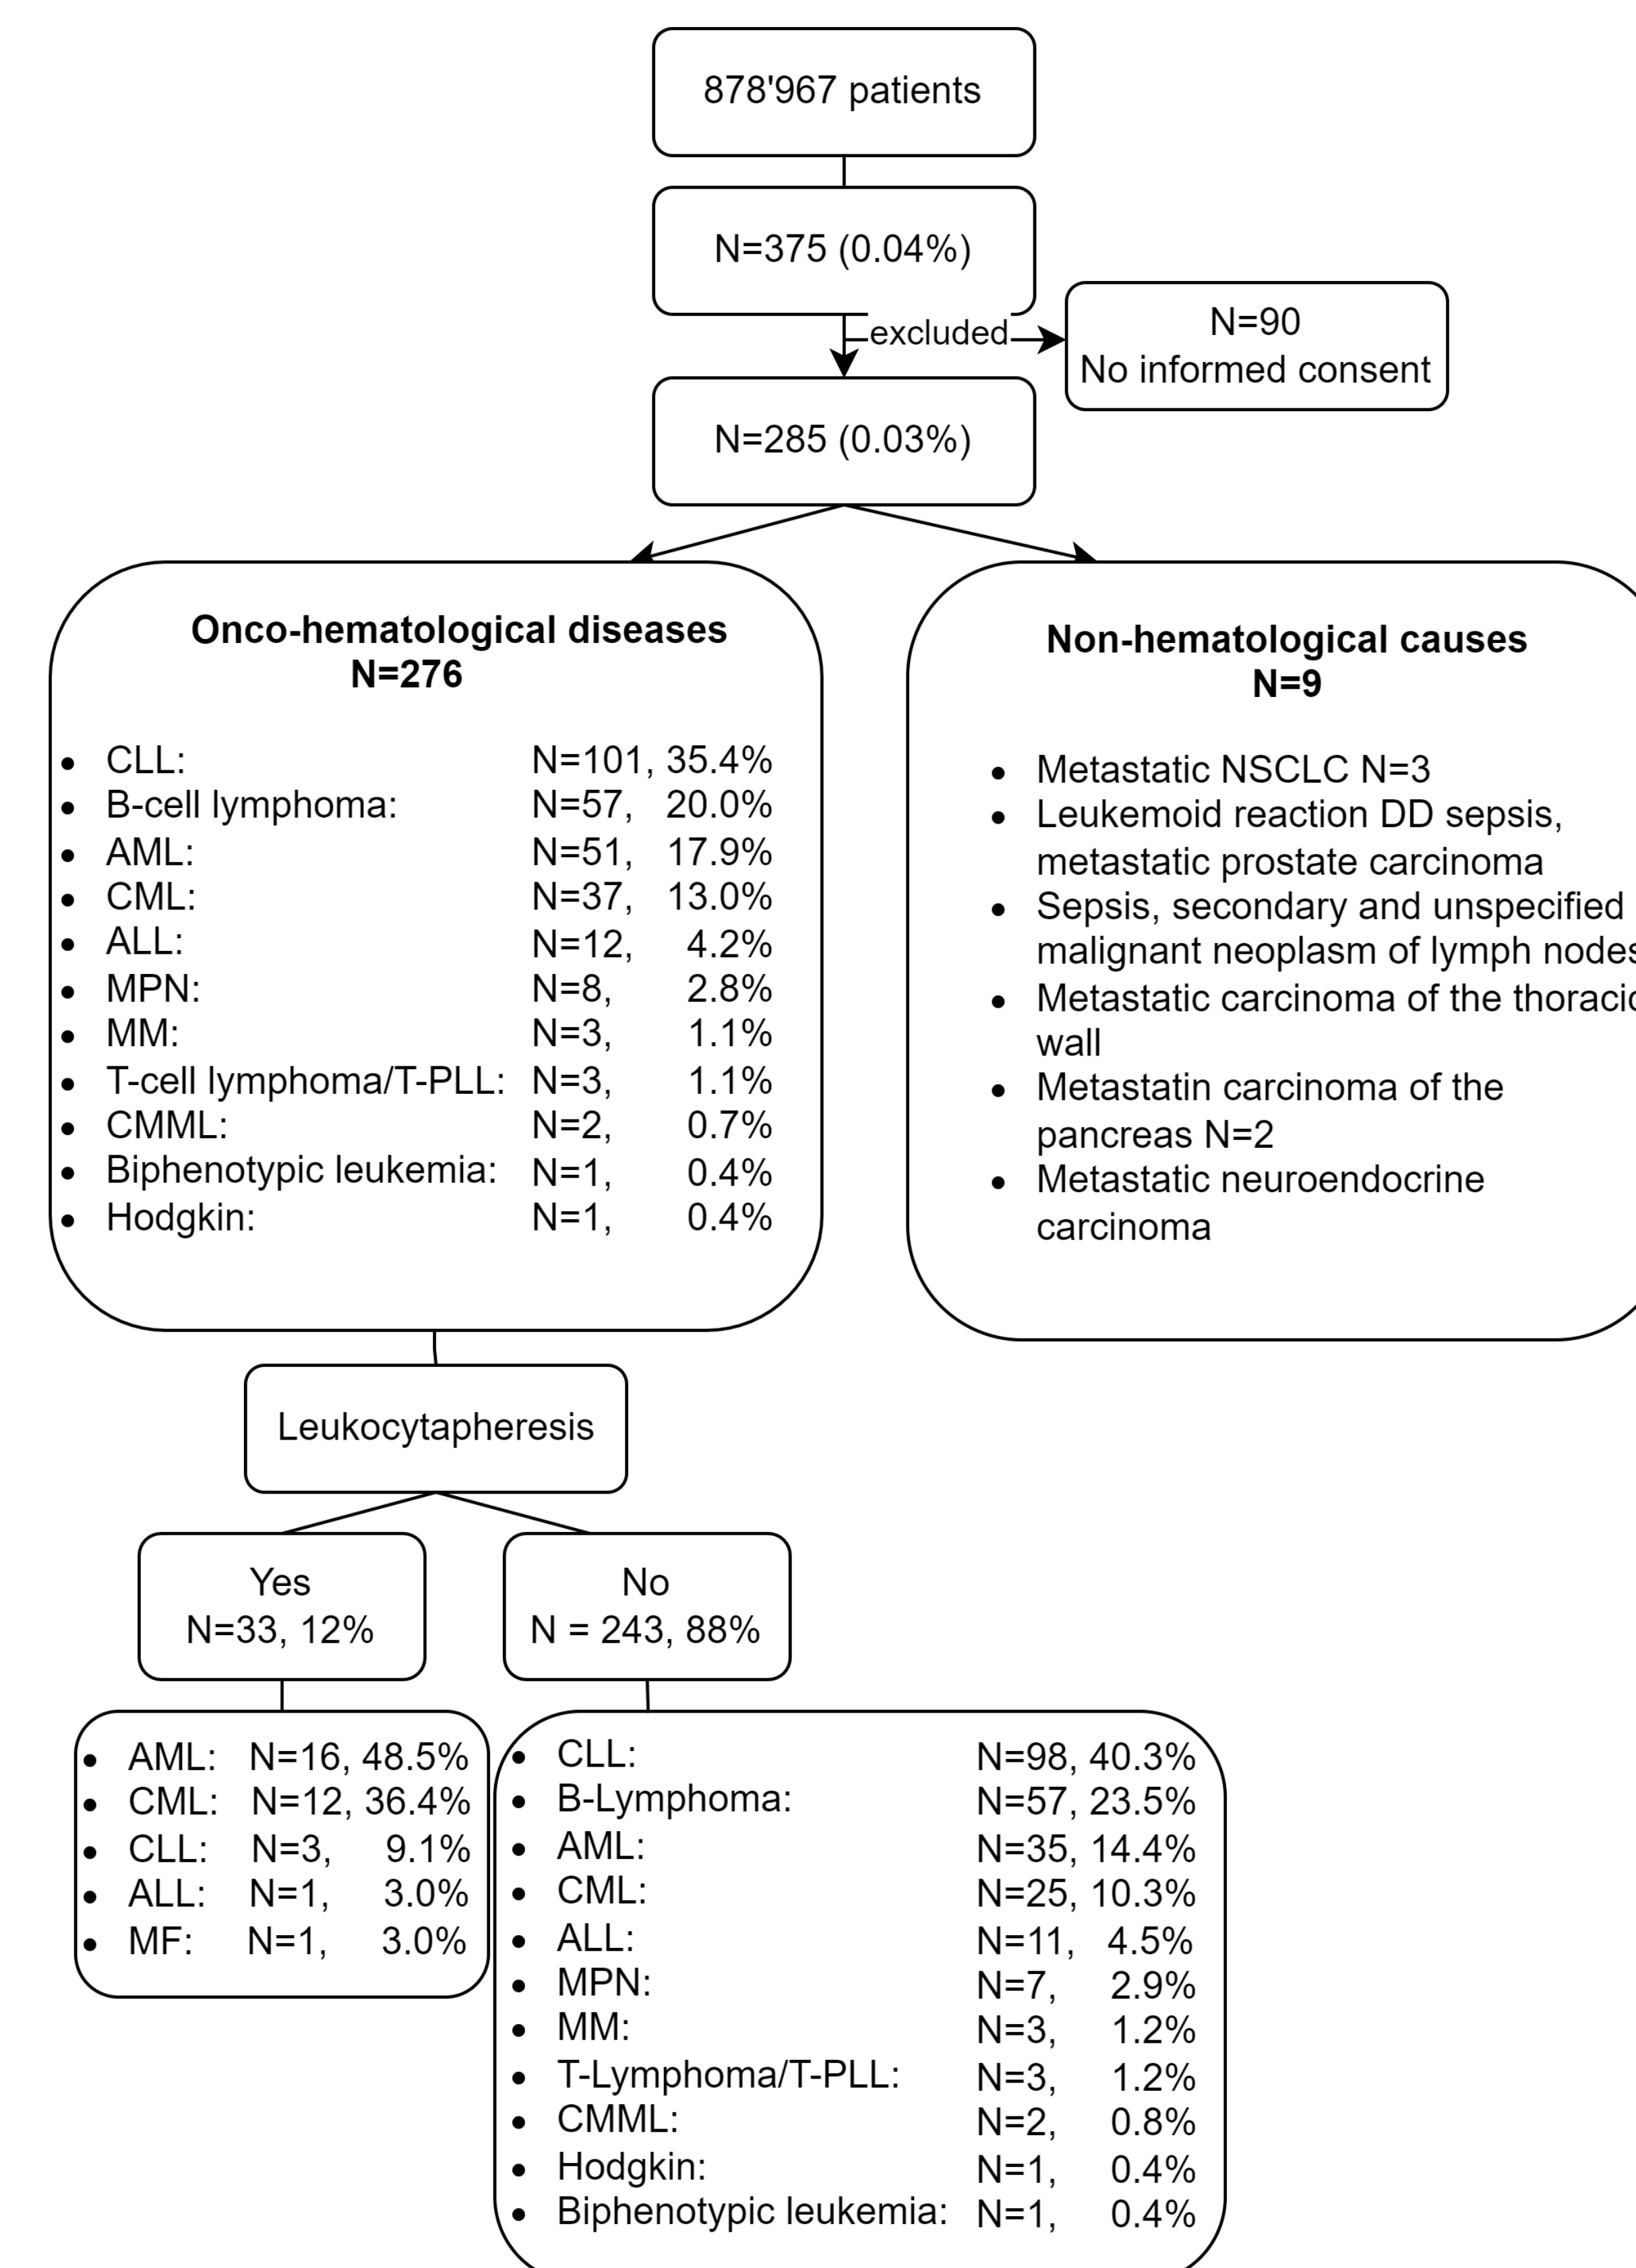 878'967 patients
N=375 (0.04%)
excluded
N=90
No informed consent
N=285 (0.03%)
Onco-hematological diseases
N=276
• CLL: N=101, 35.4%
• B-cell lymphoma: N=57, 20.0%
• AML: N=51, 17.9%
• CML: N=37, 13.0%
• ALL: N=12, 4.2%
• MPN: N=8, 2.8%
• MM: N=3, 1.1%
• T-cell lymphoma/T-PLL: N=3, 1.1%
• CMML: N=2, 0.7%
• Biphenotypic leukemia: N=1, 0.4%
• Hodgkin: N=1, 0.4%
Non-hematological causes
N=9
• Metastatic NSCLC N=3
• Leukemoid reaction DD sepsis,
metastatic prostate carcinoma
• Sepsis, secondary and unspecified
malignant neoplasm of lymph nodes
• Metastatic carcinoma of the thoracic
wall
• Metastatin carcinoma of the
pancreas N=2
• Metastatic neuroendocrine
carcinoma
Leukocytapheresis
Yes
N=33, 12%
No
N = 243, 88%
• AML: N=16, 48.5%
• CML: N=12, 36.4%
• CLL: N=3, 9.1%
• ALL: N=1, 3.0%
• MF: N=1, 3.0%
• CLL: N=98, 40.3%
• B-Lymphoma: N=57, 23.5%
• AML: N=35, 14.4%
• CML: N=25, 10.3%
• ALL: N=11, 4.5%
• MPN: N=7, 2.9%
• MM: N=3, 1.2%
• T-Lymphoma/T-PLL: N=3, 1.2%
• CMML: N=2, 0.8%
• Hodgkin: N=1, 0.4%
• Biphenotypic leukemia: N=1, 0.4%